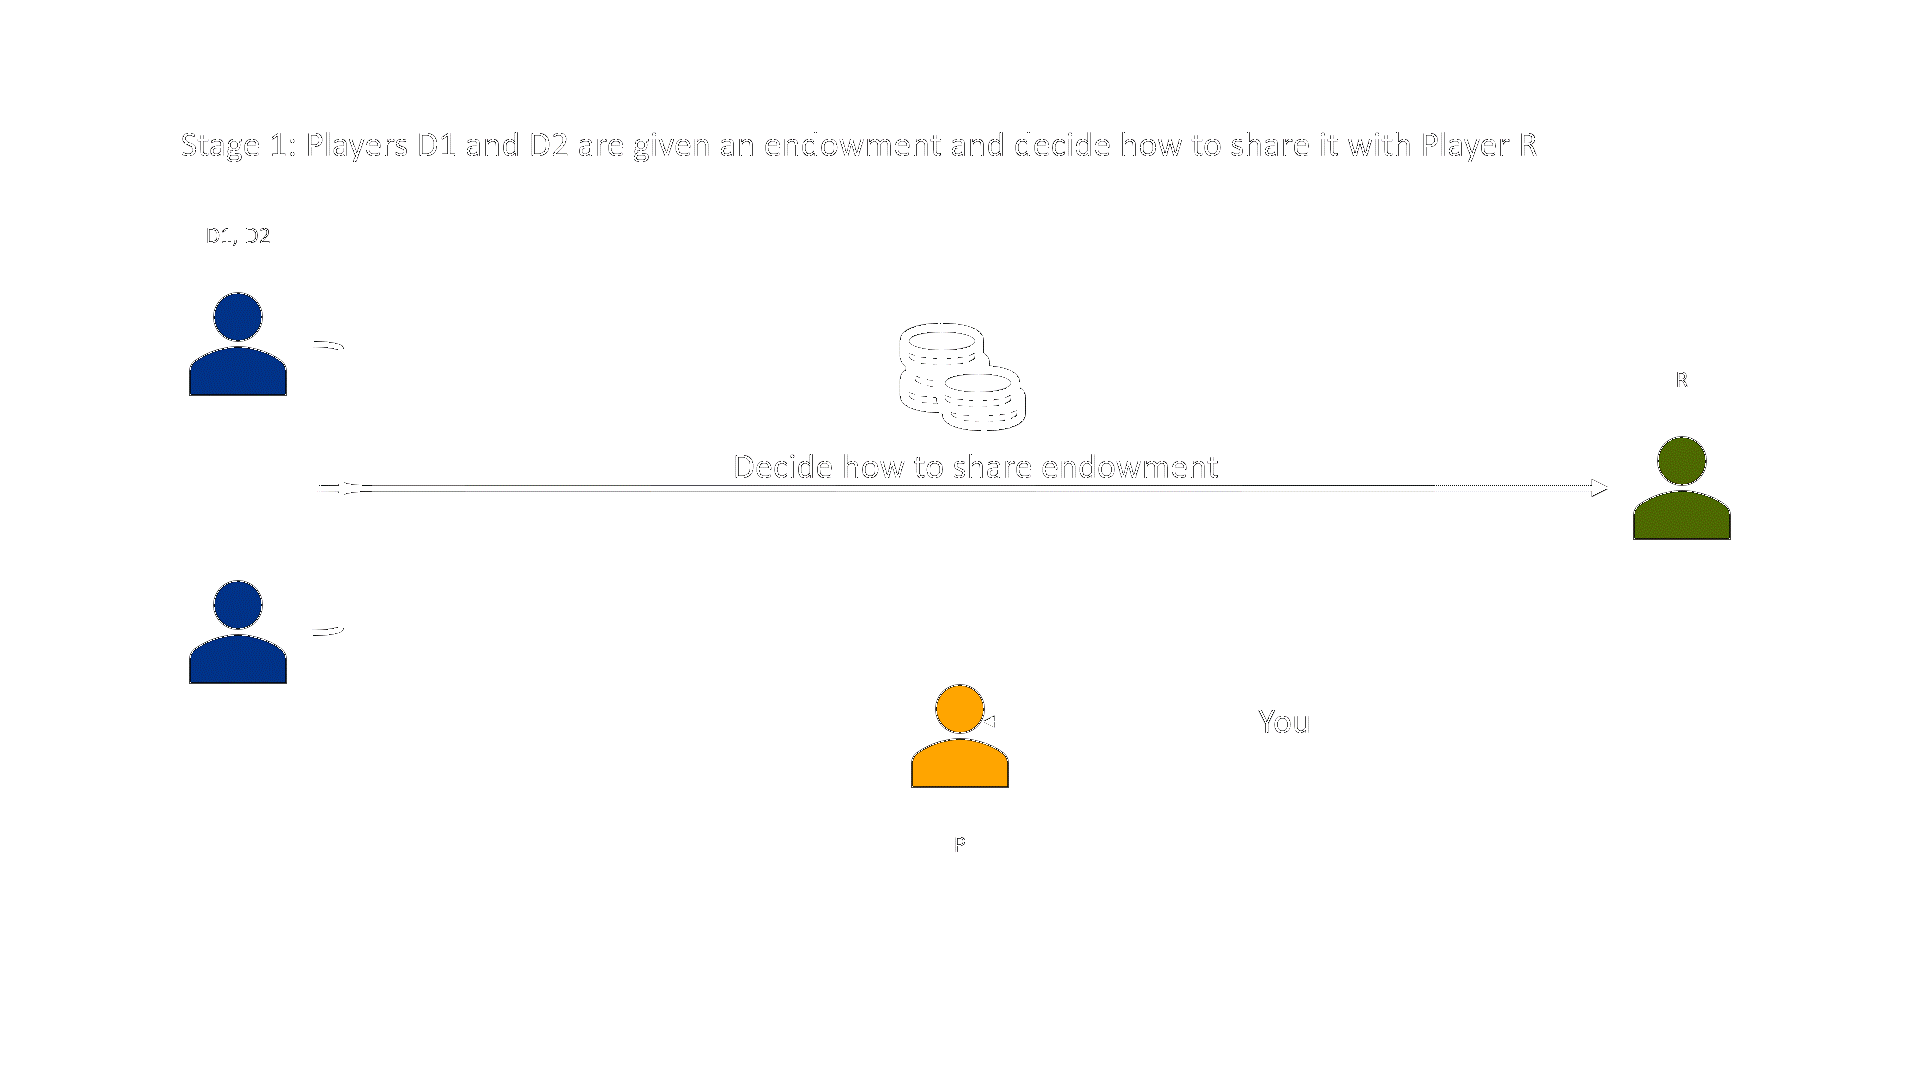 Stage 1: Players D1 and D2 are given an endowment and decide how to share it with Player R
D1, D2
R
Decide how to share endowment
You
P